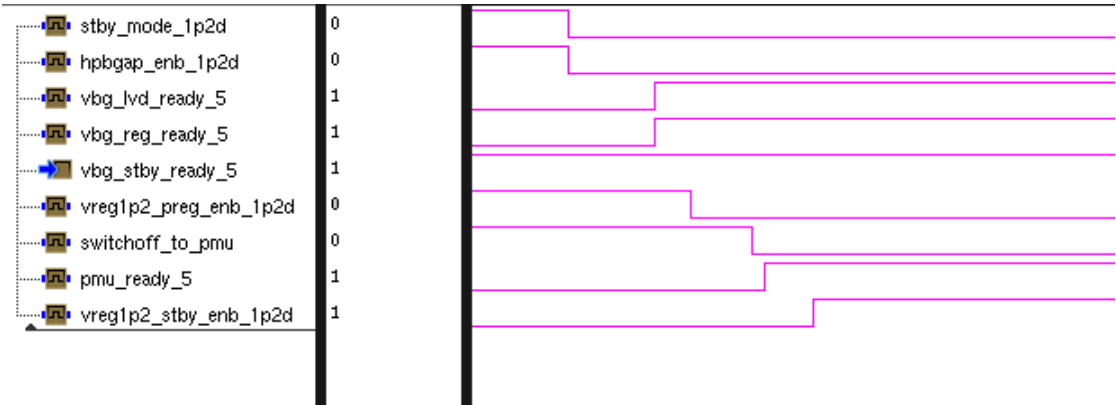 stby_mode_1p2d 0
hpbgap_enb_1p2d 0
vbg_lvd_ready_5 1
vbg_reg_ready_5 1
vbg_stby_ready_5 1
vreg1p2_preg_enb_1p2d 0
switchoff_to_pmu 0
pmu_ready_5 1
vreg1p2_stby_enb_1p2d 1